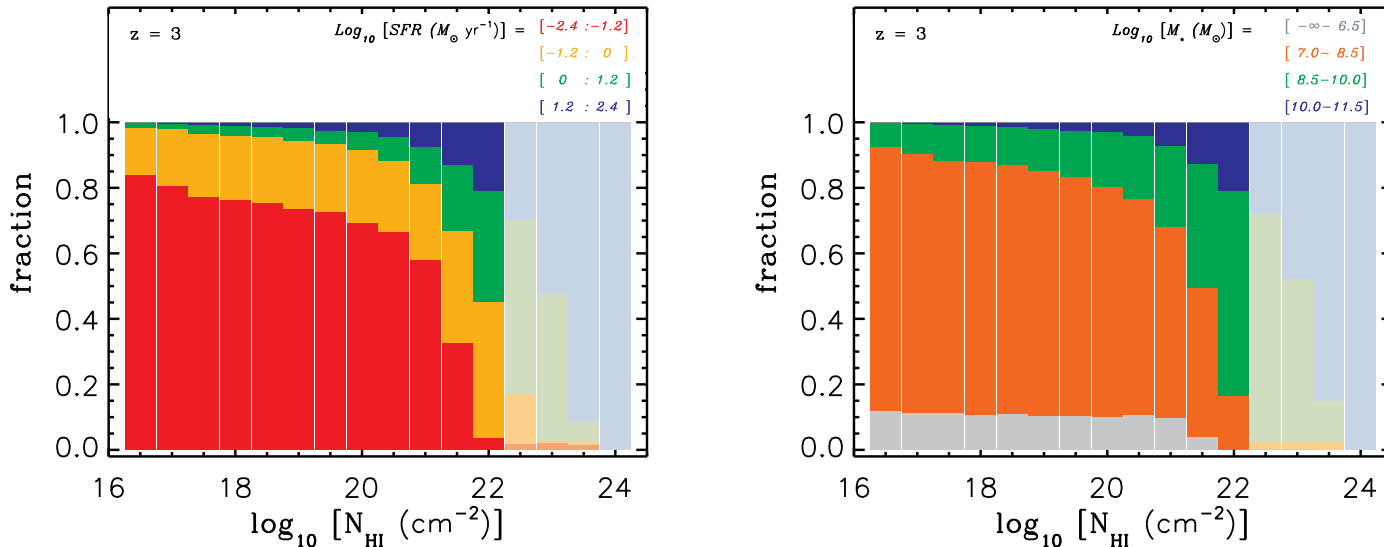 z = 3
Log₁₀ [SFR (M⊙ yr⁻¹)] = [-2.4 : -1.2]
[-1.2 : 0]
[ 0 : 1.2 ]
[ 1.2 : 2.4 ]
1.0
0.8
0.6
0.4
0.2
0.0
fraction
16 18 20 22 24
log₁₀ [N_HI (cm⁻²)]
z = 3
Log₁₀ [M⋆ (M⊙)] = [ -∞- 6.5]
[ 7.0- 8.5]
[ 8.5-10.0]
[10.0-11.5]
1.0
0.8
0.6
0.4
0.2
0.0
fraction
16 18 20 22 24
log₁₀ [N_HI (cm⁻²)]